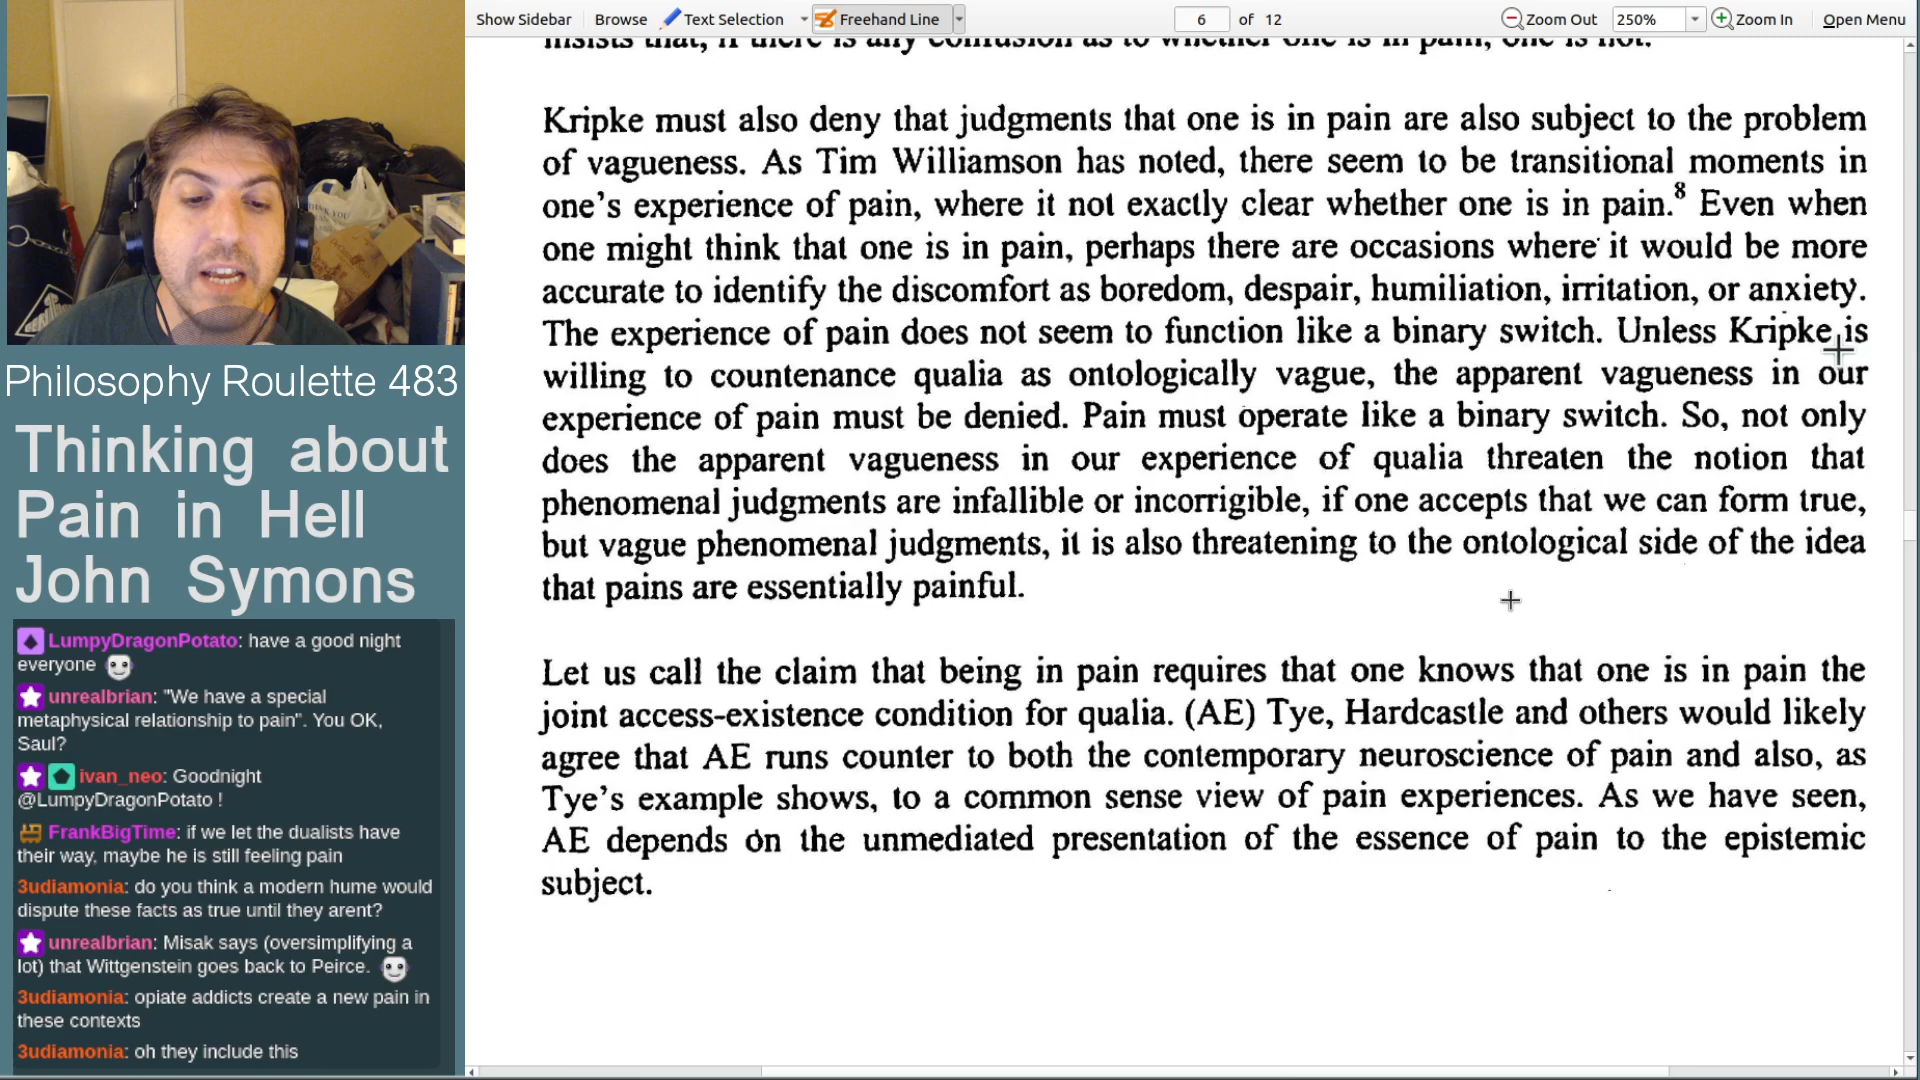 Show Sidebar Browse Text Selection Freehand Line 6 of 12 Zoom Out 250% Zoom In Open Menu
insists that, if there is any confusion as to whether one is in pain, one is not.
Kripke must also deny that judgments that one is in pain are also subject to the problem
of vagueness. As Tim Williamson has noted, there seem to be transitional moments in
one's experience of pain, where it not exactly clear whether one is in pain.8 Even when
one might think that one is in pain, perhaps there are occasions where it would be more
accurate to identify the discomfort as boredom, despair, humiliation, irritation, or anxiety.
The experience of pain does not seem to function like a binary switch. Unless Kripke is
willing to countenance qualia as ontologically vague, the apparent vagueness in our
experience of pain must be denied. Pain must operate like a binary switch. So, not only
does the apparent vagueness in our experience of qualia threaten the notion that
phenomenal judgments are infallible or incorrigible, if one accepts that we can form true,
but vague phenomenal judgments, it is also threatening to the ontological side of the idea
that pains are essentially painful.
Let us call the claim that being in pain requires that one knows that one is in pain the
joint access-existence condition for qualia. (AE) Tye, Hardcastle and others would likely
agree that AE runs counter to both the contemporary neuroscience of pain and also, as
Tye's example shows, to a common sense view of pain experiences. As we have seen,
AE depends on the unmediated presentation of the essence of pain to the epistemic
subject.
Philosophy Roulette 483
Thinking about
Pain in Hell
John Symons
LumpyDragonPotato: have a good night
everyone
unrealbrian: "We have a special
metaphysical relationship to pain". You OK,
Saul?
ivan_neo: Goodnight
@LumpyDragonPotato !
FrankBigTime: if we let the dualists have
their way, maybe he is still feeling pain
3udiamonia: do you think a modern hume would
dispute these facts as true until they arent?
unrealbrian: Misak says (oversimplifying a
lot) that Wittgenstein goes back to Peirce.
3udiamonia: opiate addicts create a new pain in
these contexts
3udiamonia: oh they include this